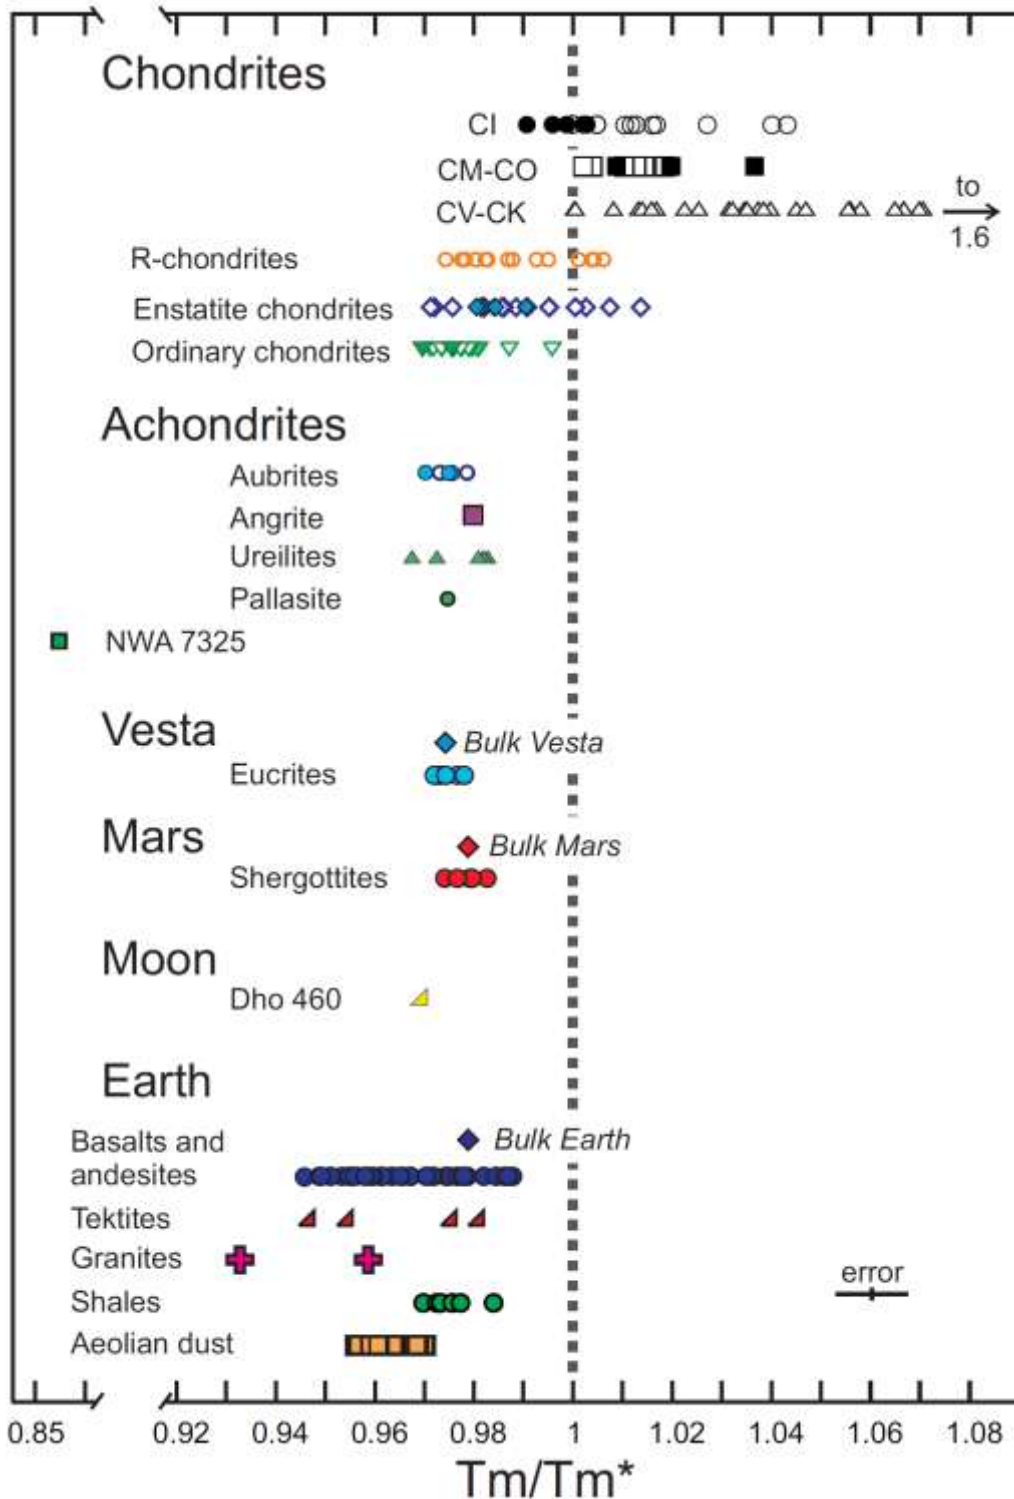 Chondrites
CI
CM-CO
CV-CK
to
1.6
R-chondrites
Enstatite chondrites
Ordinary chondrites
Achondrites
Aubrites
Angrite
Ureilites
Pallasite
NWA 7325
Vesta
Bulk Vesta
Eucrites
Mars
Bulk Mars
Shergottites
Moon
Dho 460
Earth
Basalts and
andesites
Bulk Earth
Tektites
Granites
error
Shales
Aeolian dust
0.85 0.92 0.94 0.96 0.98 1 1.02 1.04 1.06 1.08
Tm/Tm*